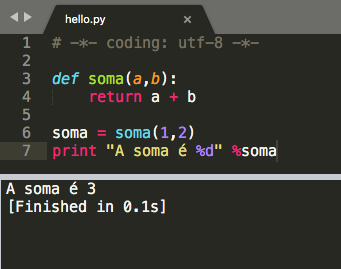 hello.py
1 # -*- coding: utf-8 -*-
2
3 def soma(a,b):
4     return a + b
5
6 soma = soma(1,2)
7 print "A soma é %d" %soma
A soma é 3
[Finished in 0.1s]